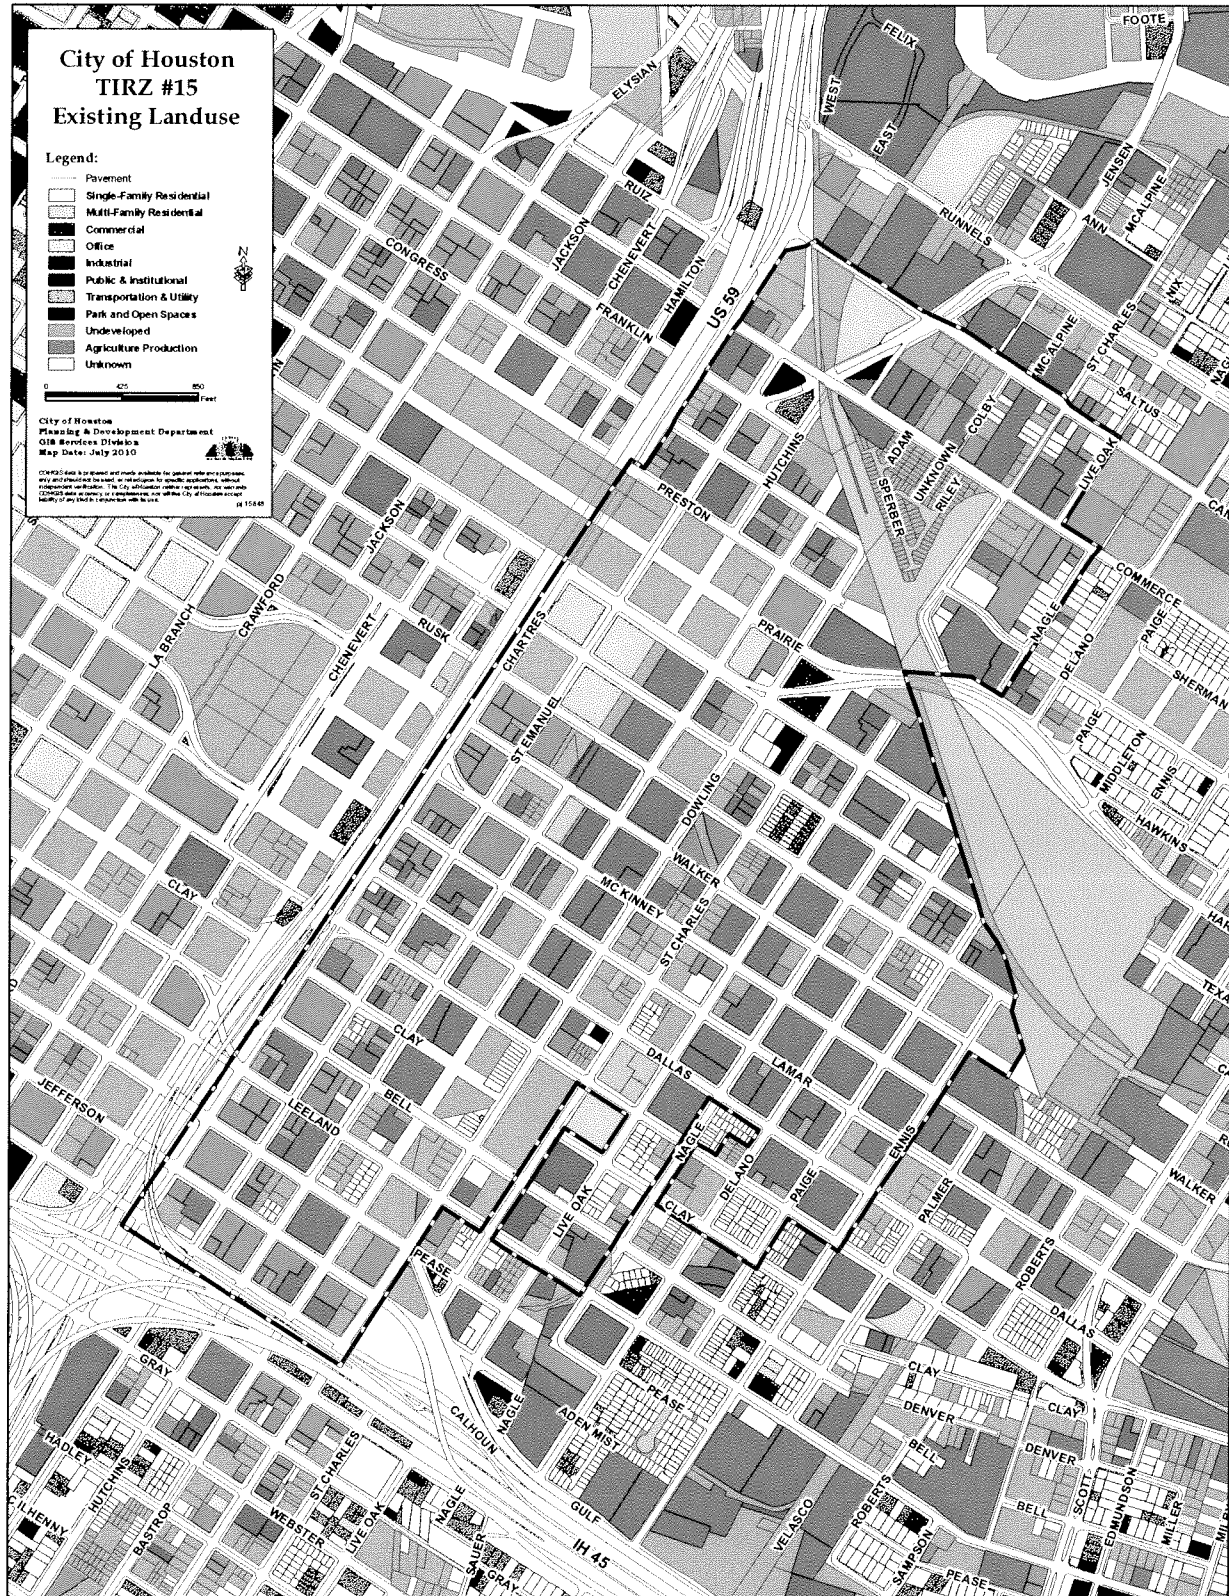 City of Houston
TIRZ #15
Existing Landuse
Legend:
Pavement
Single-Family Residential
Multi-Family Residential
Commercial
Office
Industrial
Public & Institutional
Transportation & Utility
Park and Open Spaces
Undeveloped
Agriculture Production
Unknown
N
0 425 850
Feet
City of Houston
Planning & Development Department
GIS Services Division
Map Date: July 2010
pj15848
FOOTE
FELIX
ELYSIAN
WEST
EAST
JENSEN
RUIZ
MCALPINE
ANN
RUNNELS
JACKSON
CHENEVERT
CONGRESS
HAMILTON
NIX
US 59
FRANKLIN
MCALPINE
ST CHARLES
NAGL
SALTUS
COLBY
ADAM
HUTCHINS
UNKNOWN
LIVE OAK
RILEY
SPERBER
PRESTON
CAN
JACKSON
COMMERCE
CRAWFORD
LA BRANCH
RUSK
CHARTRES
NAGLE
PAIGE
CHENEVERT
PRAIRIE
DELANO
SHERMAN
ST EMANUEL
PAIGE
MIDDLETON
ENNIS
DOWLING
HAWKINS
WALKER
CLAY
MC KINNEY
ST CHARLES
HAR
TEXA
CLAY
DALLAS
LAMAR
JEFFERSON
BELL
LEELAND
NAGLE
ENNIS
DELANO
WALKER
PAIGE
PALMER
LIVE OAK
CLAY
PEASE
ROBERTS
DALLAS
GRAY
CLAY
PEASE
NAGLE
CALHOUN
ADEN MIST
DENVER
CLAY
HADLEY
BELL
DENVER
ST CHARLES
HUTCHINS
ROBERTS
SCOTT
EDMUNDSON
MILLER
BELL
C ILHENNY
NAGLE
GULF
VELASCO
BASTROP
WEBSTER
LIVE OAK
SAMPSON
SAUER
IH 45
GRAY
PEASE